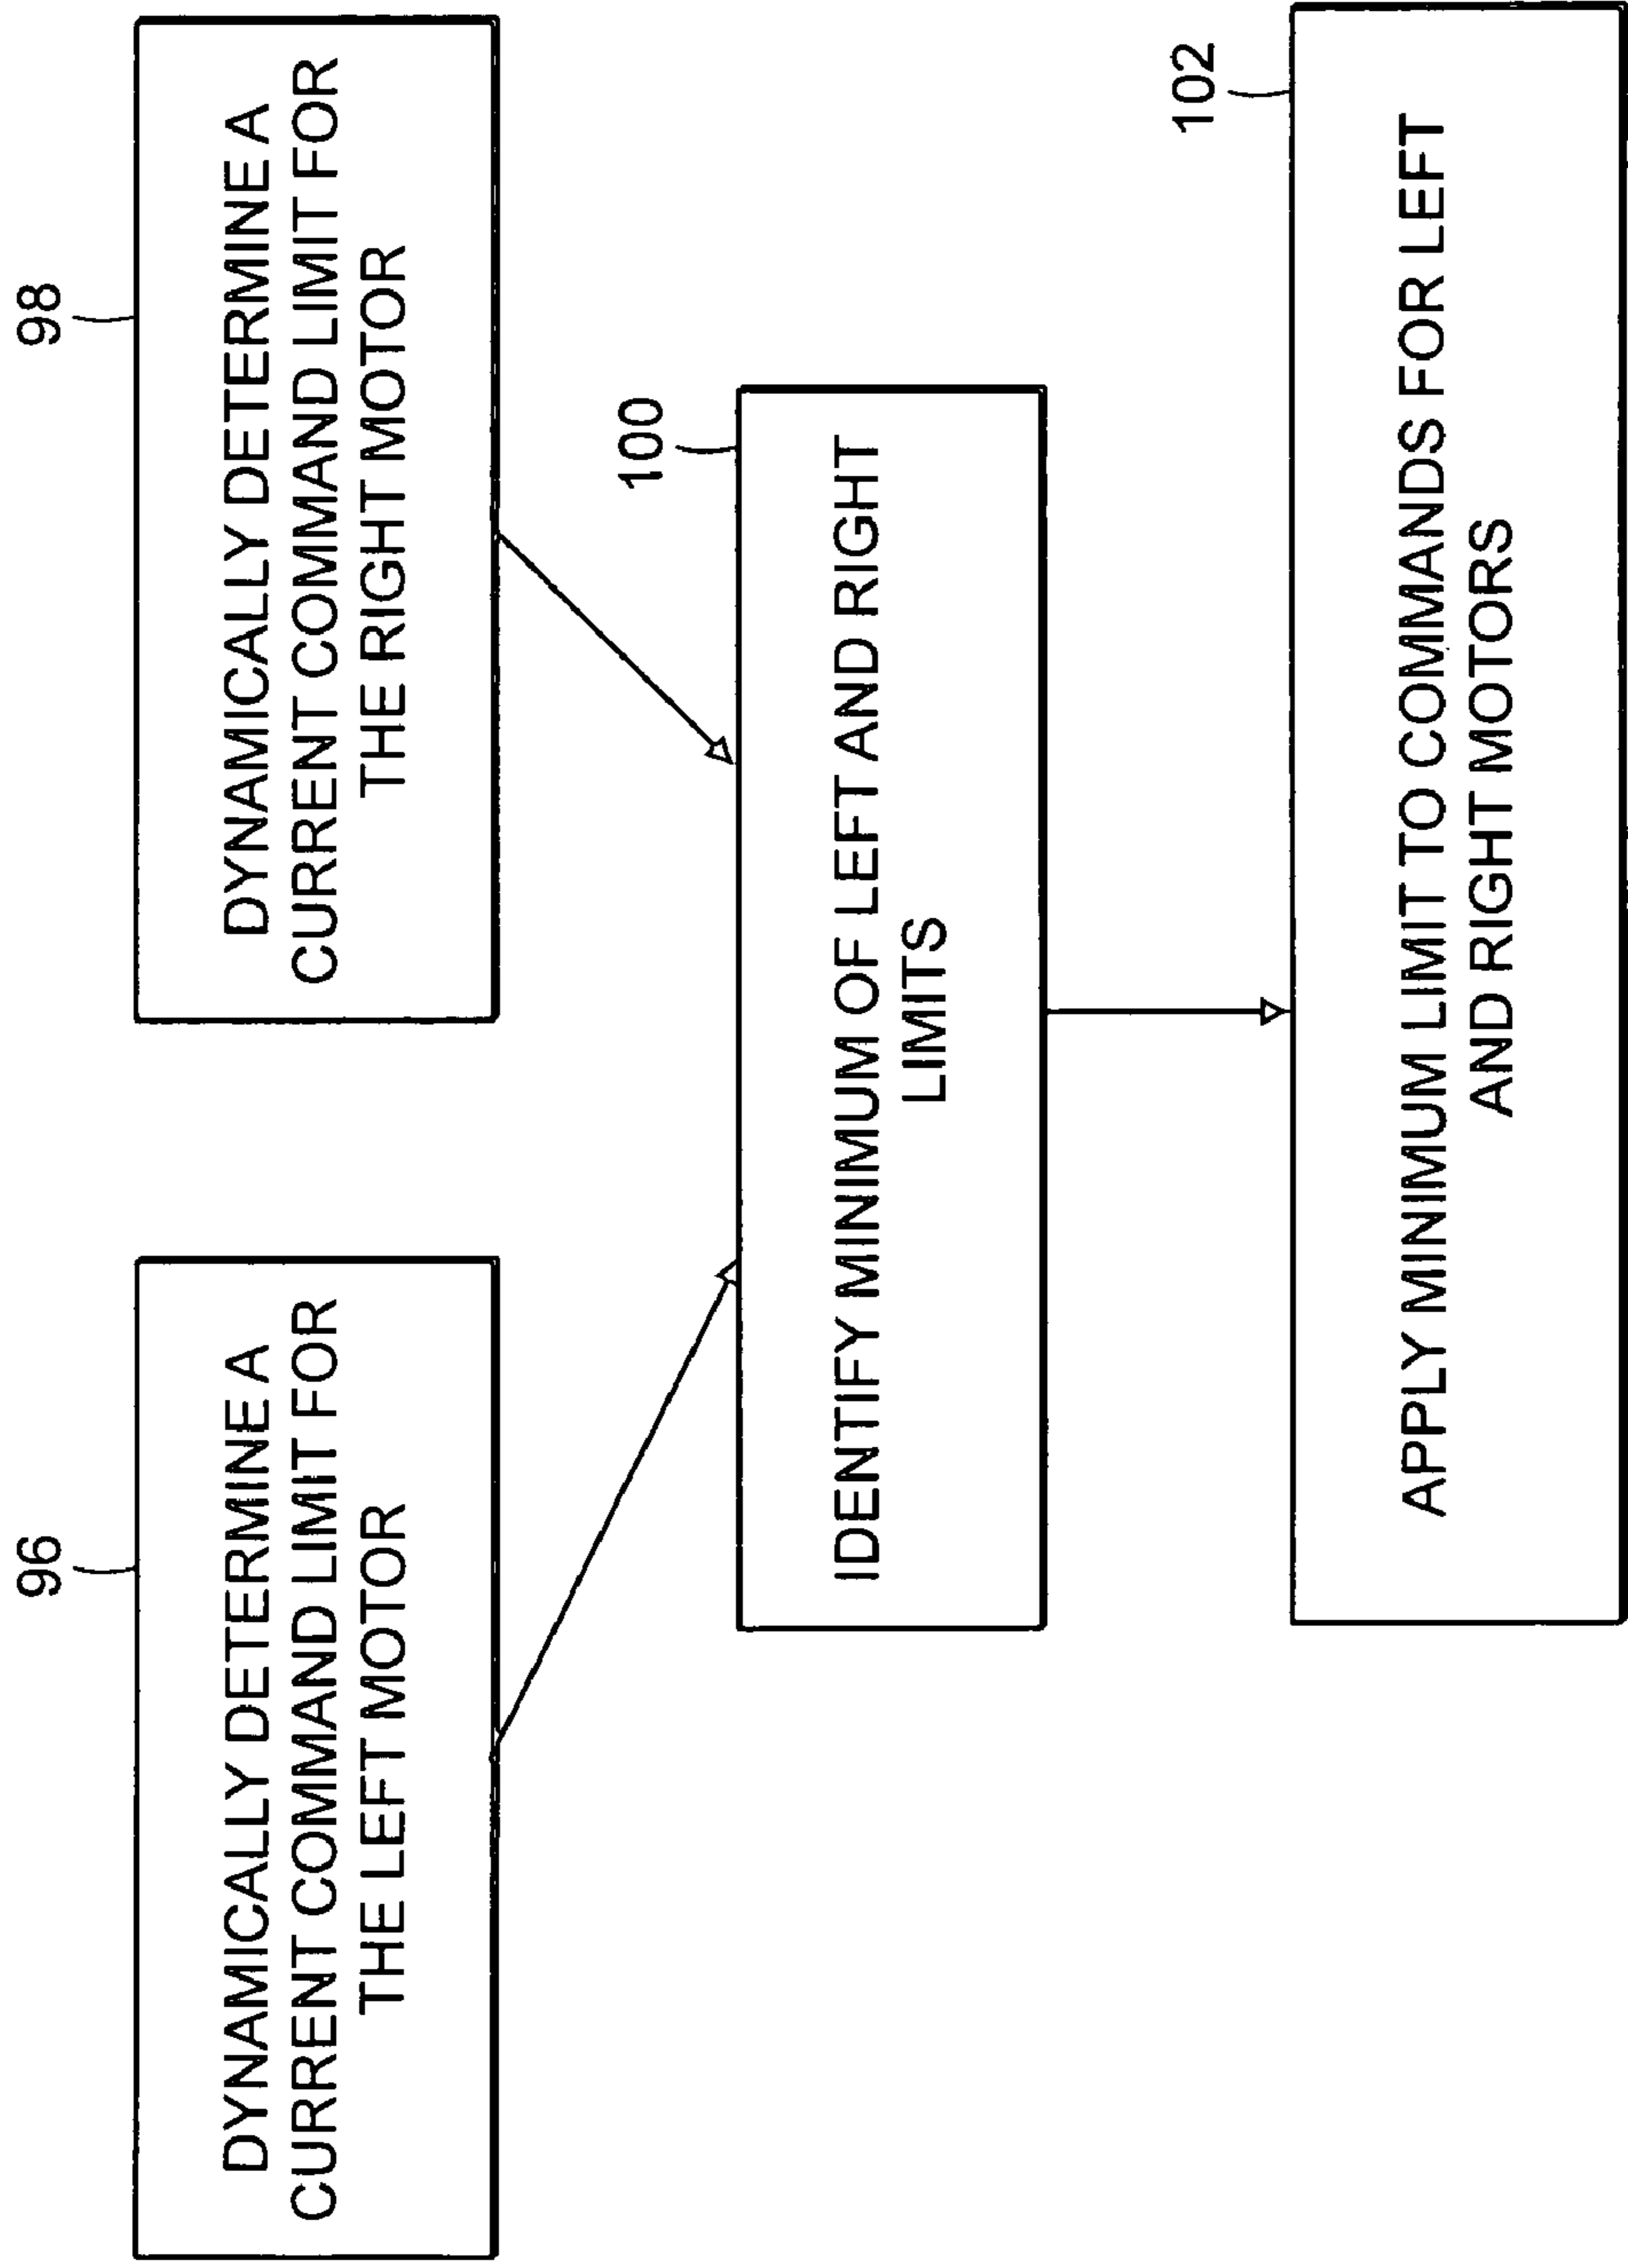 96
DYNAMICALLY DETERMINE A
CURRENT COMMAND LIMIT FOR
THE LEFT MOTOR
98
DYNAMICALLY DETERMINE A
CURRENT COMMAND LIMIT FOR
THE RIGHT MOTOR
100
IDENTIFY MINIMUM OF LEFT AND RIGHT
LIMITS
102
APPLY MINIMUM LIMIT TO COMMANDS FOR LEFT
AND RIGHT MOTORS